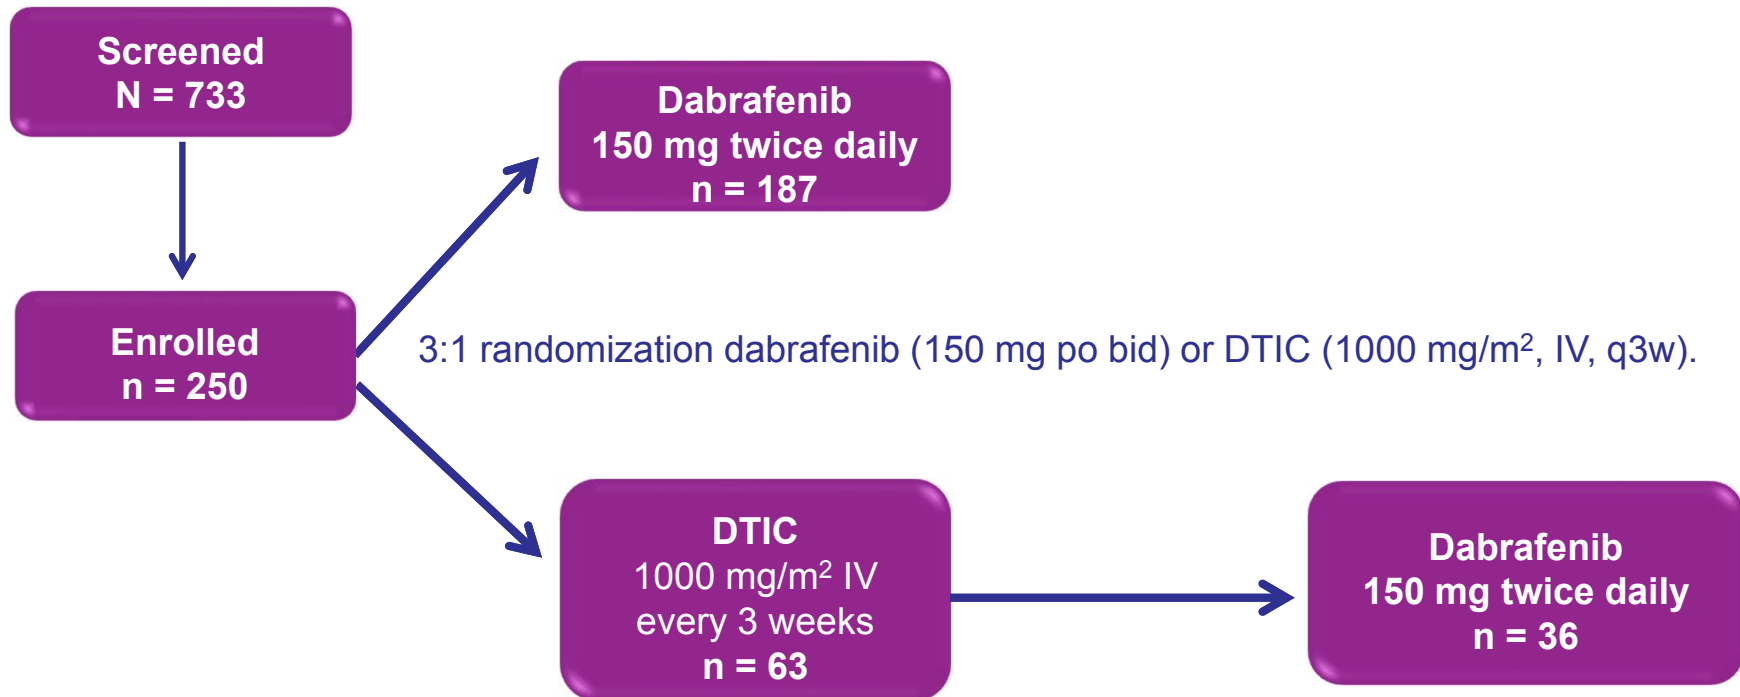 Screened
N = 733
Dabrafenib
150 mg twice daily
n = 187
Enrolled
n = 250
3:1 randomization dabrafenib (150 mg po bid) or DTIC (1000 mg/m², IV, q3w).
DTIC
1000 mg/m² IV
every 3 weeks
n = 63
Dabrafenib
150 mg twice daily
n = 36